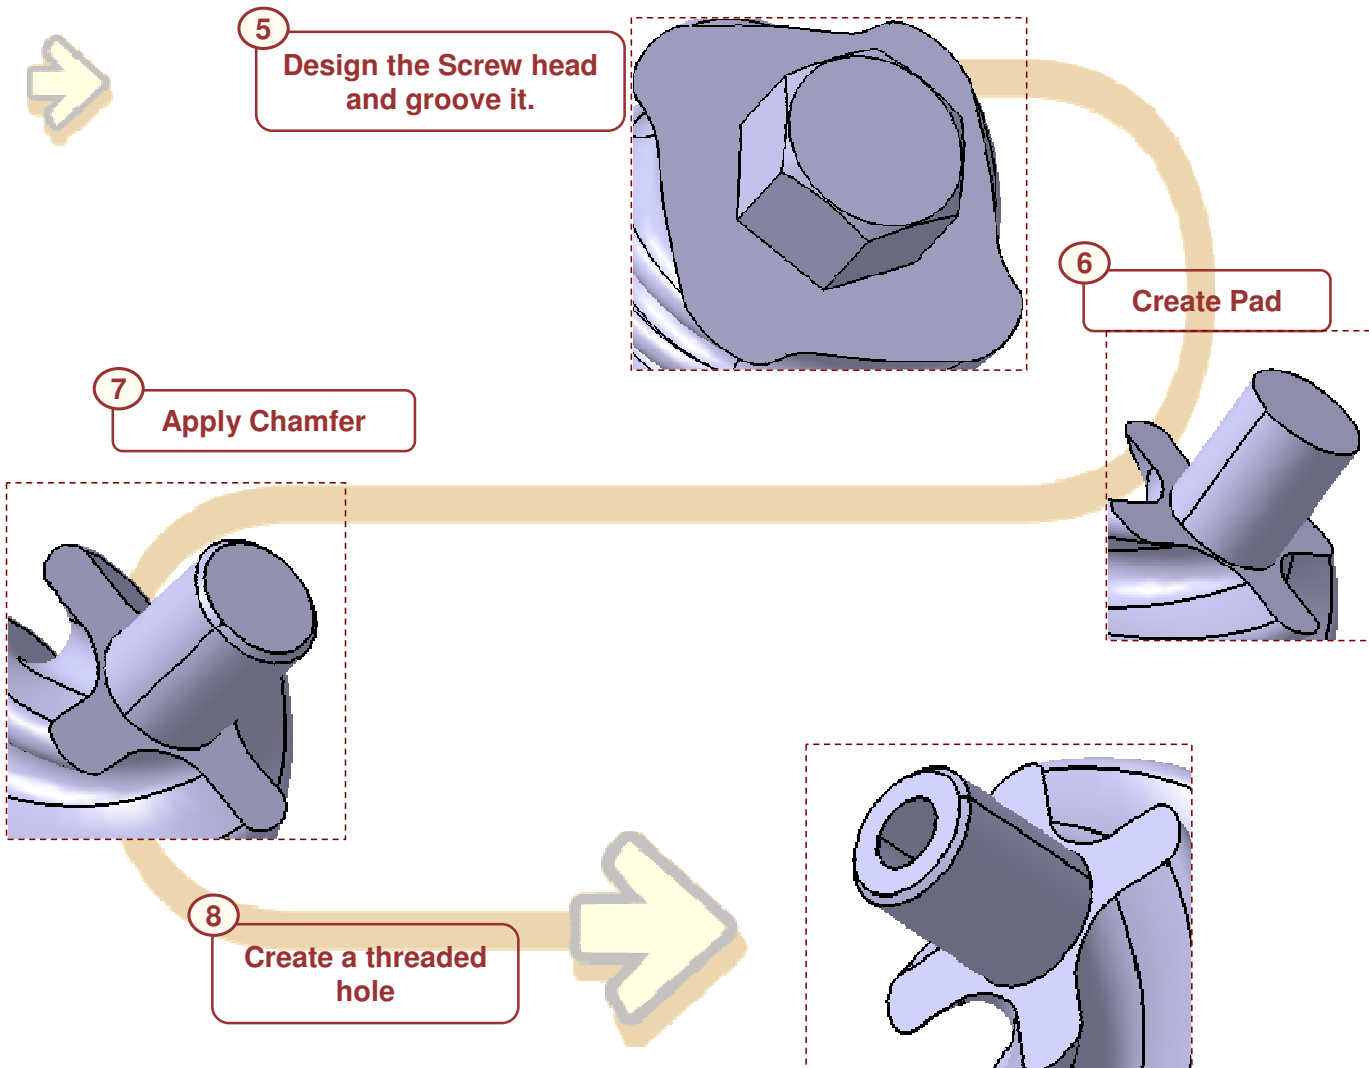 5
Design the Screw head
and groove it.
6
Create Pad
7
Apply Chamfer
8
Create a threaded
hole